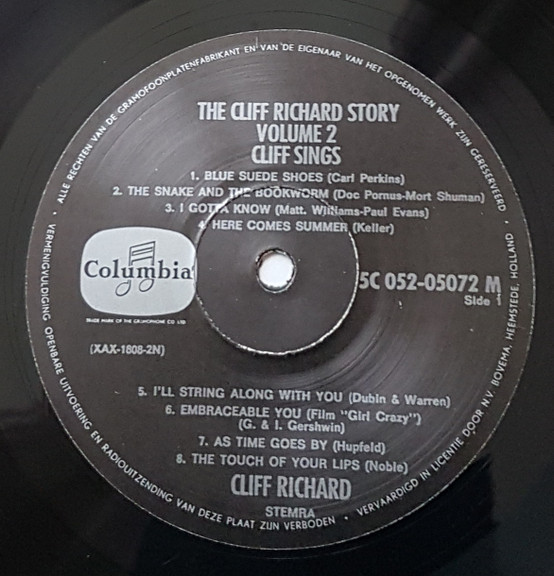 ALLE RECHTEN VAN DE GRAMOFOONPLATENFABRIKANT EN VAN DE EIGENAAR VAN HET OPGENOMEN WERK ZIJN GERESERVEERD •
THE CLIFF RICHARD STORY
VOLUME 2
CLIFF SINGS
1. BLUE SUEDE SHOES (Carl Perkins)
2. THE SNAKE AND THE BOOKWORM (Doc Pomus-Mort Shuman)
3. I GOTTA KNOW (Matt. Williams-Paul Evans)
4. HERE COMES SUMMER (Keller)
Columbia
TRADE MARK OF THE GRAMOPHONE CO LTD
5C 052-05072 M
Side 1
(XAX-1808-2N)
5. I'LL STRING ALONG WITH YOU (Dubin & Warren)
6. EMBRACEABLE YOU (Film "Girl Crazy")
(G. & I. Gershwin)
7. AS TIME GOES BY (Hupfeld)
8. THE TOUCH OF YOUR LIPS (Noble)
CLIFF RICHARD
STEMRA
• VERMENIGVULDIGING OPENBARE UITVOERING EN RADIOUITZENDING VAN DEZE PLAAT ZIJN VERBODEN •
VERVAARDIGD IN LICENTIE DOOR N.V. BOVEMA, HEEMSTEDE, HOLLAND •